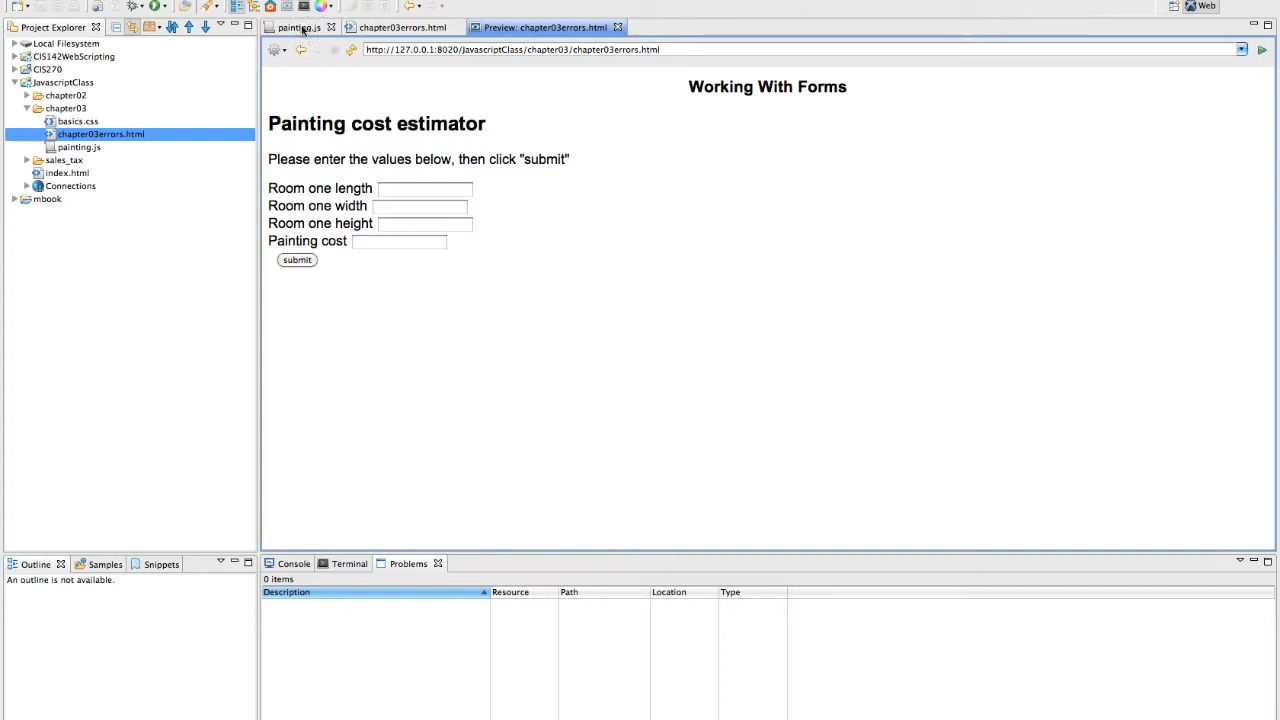 Web
Project Explorer
painting.js
chapter03errors.html
Preview: chapter03errors.html
Local Filesystem
CIS142WebScripting
CIS270
JavascriptClass
chapter02
chapter03
basics.css
chapter03errors.html
painting.js
sales_tax
index.html
Connections
mbook
http://127.0.0.1:8020/JavascriptClass/chapter03/chapter03errors.html
Working With Forms
Painting cost estimator
Please enter the values below, then click "submit"
Room one length
Room one width
Room one height
Painting cost
submit
Outline
Samples
Snippets
An outline is not available.
Console
Terminal
Problems
0 items
Description
Resource
Path
Location
Type